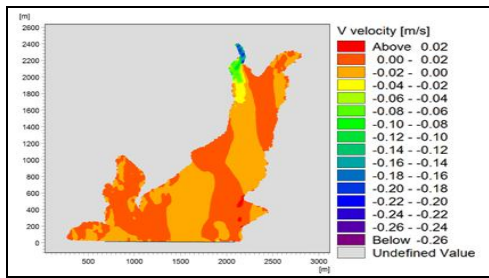 [m]
2600
2400
2200
2000
1800
1600
1400
1200
1000
800
600
400
200
0
500 1000 1500 2000 2500 3000
[m]
V velocity [m/s]
Above 0.02
0.00 - 0.02
-0.02 - 0.00
-0.04 - -0.02
-0.06 - -0.04
-0.08 - -0.06
-0.10 - -0.08
-0.12 - -0.10
-0.14 - -0.12
-0.16 - -0.14
-0.18 - -0.16
-0.20 - -0.18
-0.22 - -0.20
-0.24 - -0.22
-0.26 - -0.24
Below -0.26
Undefined Value